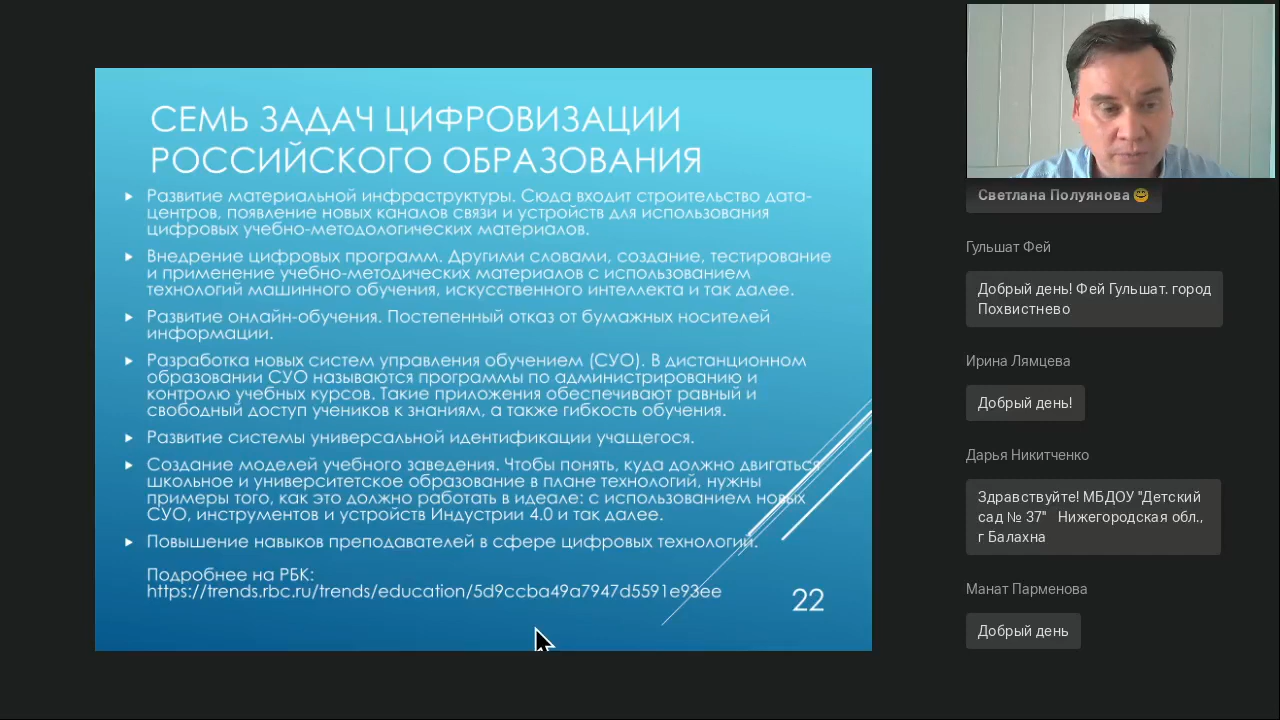 СЕМЬ ЗАДАЧ ЦИФРОВИЗАЦИИ
РОССИЙСКОГО ОБРАЗОВАНИЯ
Развитие материальной инфраструктуры. Сюда входит строительство дата-
центров, появление новых каналов связи и устройств для использования
цифровых учебно-методологических материалов.
Внедрение цифровых программ. Другими словами, создание, тестирование
и применение учебно-методических материалов с использованием
технологий машинного обучения, искусственного интеллекта и так далее.
Развитие онлайн-обучения. Постепенный отказ от бумажных носителей
информации.
Разработка новых систем управления обучением (СУО). В дистанционном
образовании СУО называются программы по администрированию и
контролю учебных курсов. Такие приложения обеспечивают равный и
свободный доступ учеников к знаниям, а также гибкость обучения.
Развитие системы универсальной идентификации учащегося.
Создание моделей учебного заведения. Чтобы понять, куда должно двигаться
школьное и университетское образование в плане технологий, нужны
примеры того, как это должно работать в идеале: с использованием новых
СУО, инструментов и устройств Индустрии 4.0 и так далее.
Повышение навыков преподавателей в сфере цифровых технологий.
Подробнее на РБК:
https://trends.rbc.ru/trends/education/5d9ccba49a7947d5591e93ee
22
Светлана Полуянова 🤓
Гульшат Фей
Добрый день! Фей Гульшат. город
Похвистнево
Ирина Лямцева
Добрый день!
Дарья Никитченко
Здравствуйте! МБДОУ "Детский
сад № 37" Нижегородская обл.,
г Балахна
Манат Парменова
Добрый день